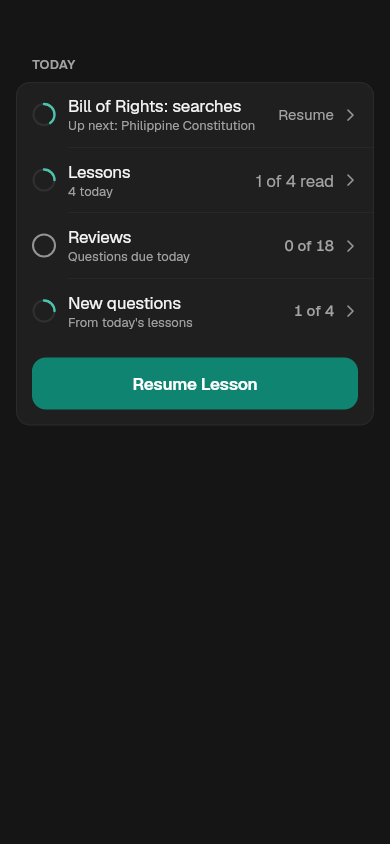 TODAY
Bill of Rights: searches
Up next: Philippine Constitution
Resume
Lessons
4 today
1 of 4 read
Reviews
Questions due today
0 of 18
New questions
From today's lessons
1 of 4
Resume Lesson